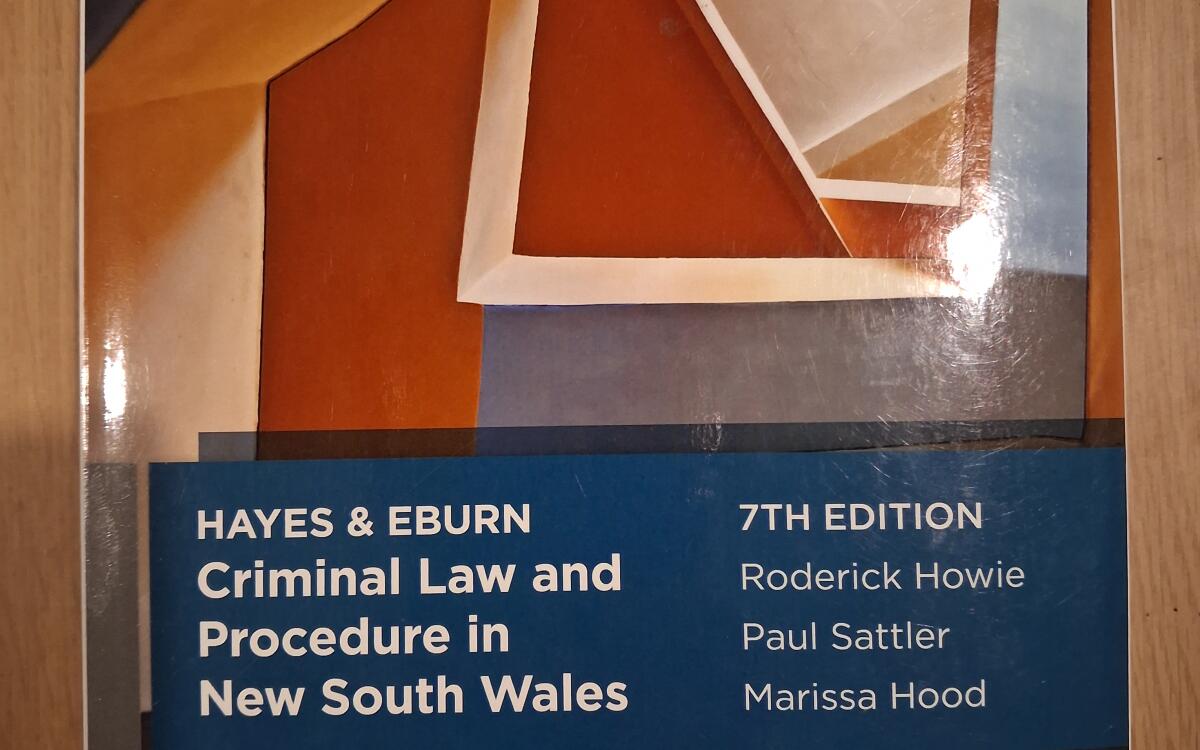 HAYES & EBURN
Criminal Law and
Procedure in
New South Wales
7TH EDITION
Roderick Howie
Paul Sattler
Marissa Hood